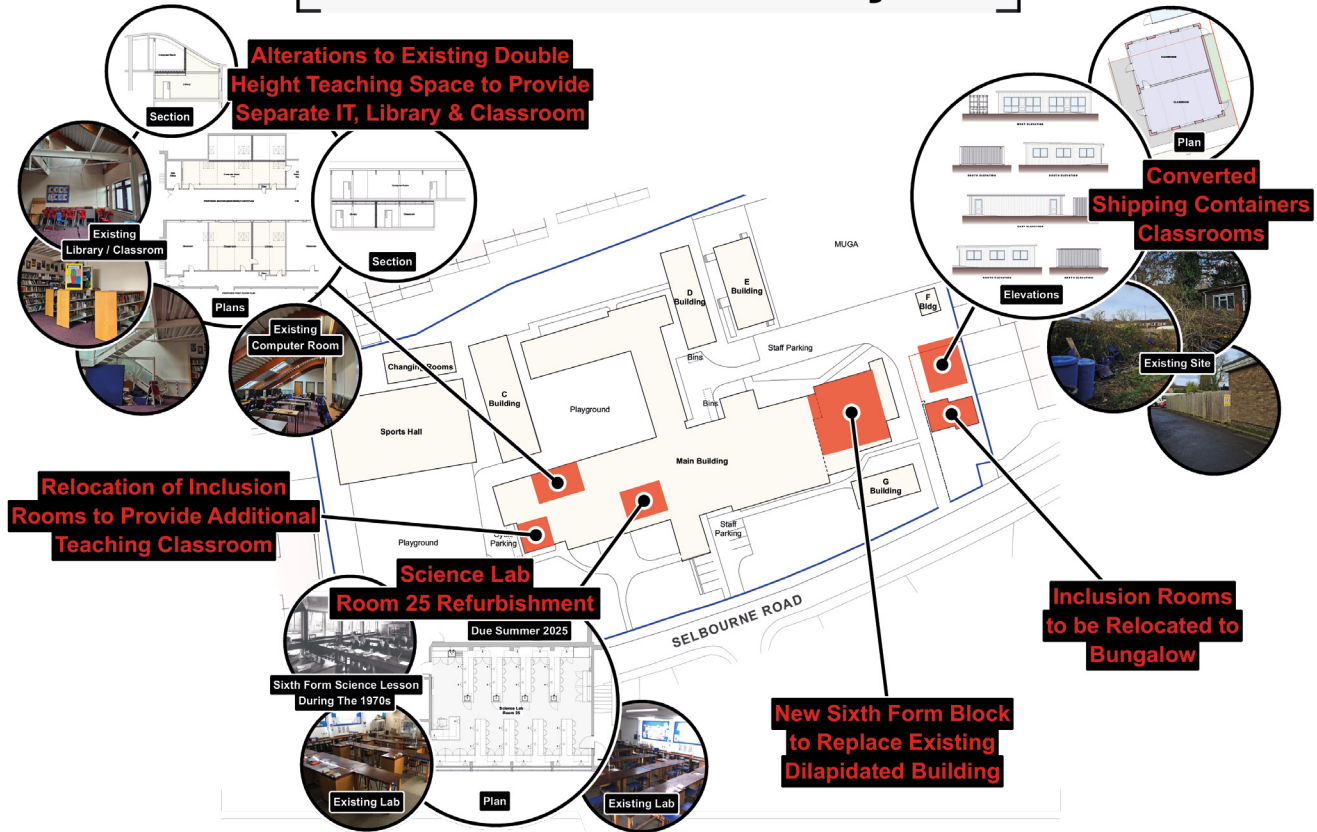 Alterations to Existing Double
Height Teaching Space to Provide
Separate IT, Library & Classroom
Section
Existing
Library / Classrom
Section
Plans
Existing
Computer Room
Plan
Converted
Shipping Containers
Classrooms
Elevations
Existing Site
MUGA
D
Building
E
Building
F
Bldg
Changing Rooms
C
Building
Bins
Staff Parking
Playground
Bins
Sports Hall
Main Building
G
Building
Relocation of Inclusion
Rooms to Provide Additional
Teaching Classroom
Playground
Parking
Staff
Parking
Science Lab
Room 25 Refurbishment
Due Summer 2025
SELBOURNE ROAD
Inclusion Rooms
to be Relocated to
Bungalow
Sixth Form Science Lesson
During The 1970s
Science Lab
Room 25
New Sixth Form Block
to Replace Existing
Dilapidated Building
Existing Lab
Plan
Existing Lab